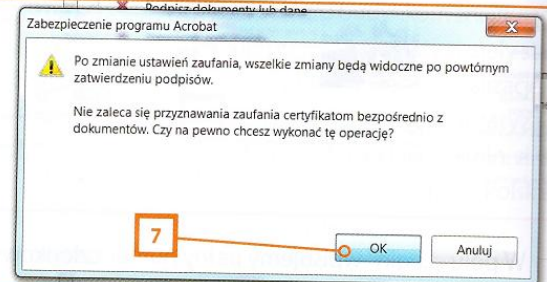 Podpisz dokumenty lub dane
Zabezpieczenie programu Acrobat
Po zmianie ustawień zaufania, wszelkie zmiany będą widoczne po powtórnym
zatwierdzeniu podpisów.
Nie zaleca się przyznawania zaufania certyfikatom bezpośrednio z
dokumentów. Czy na pewno chcesz wykonać tę operację?
7
OK
Anuluj